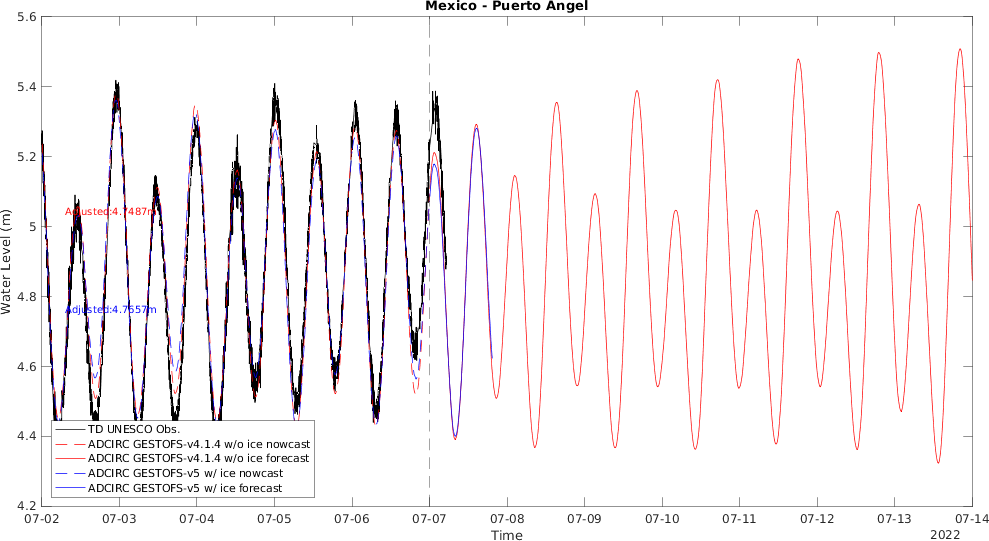 Mexico - Puerto Angel
Water Level (m)
5.6
5.4
5.2
5
4.8
4.6
4.4
4.2
Adjusted:4.7487m
Adjusted:4.7557m
TD UNESCO Obs.
ADCIRC GESTOFS-v4.1.4 w/o ice nowcast
ADCIRC GESTOFS-v4.1.4 w/o ice forecast
ADCIRC GESTOFS-v5 w/ ice nowcast
ADCIRC GESTOFS-v5 w/ ice forecast
07-02 07-03 07-04 07-05 07-06 07-07 07-08 07-09 07-10 07-11 07-12 07-13 07-14
Time
2022